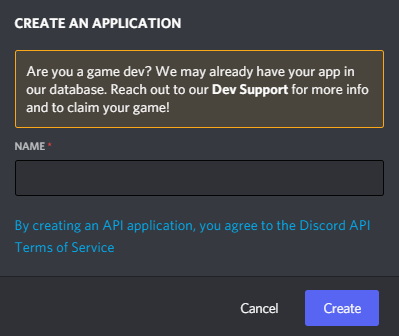 CREATE AN APPLICATION
Are you a game dev? We may already have your app in
our database. Reach out to our Dev Support for more info
and to claim your game!
NAME *
By creating an API application, you agree to the Discord API
Terms of Service
Cancel
Create